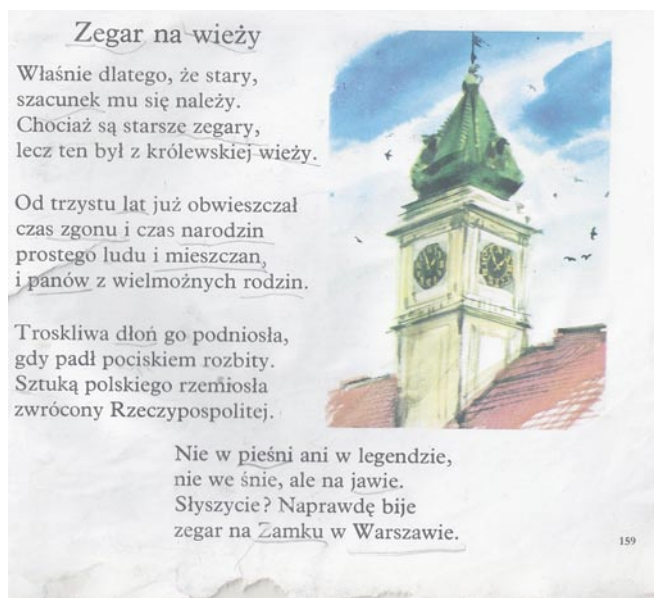 Zegar na wieży
Właśnie dlatego, że stary,
szacunek mu się należy.
Chociaż są starsze zegary,
lecz ten był z królewskiej wieży.
Od trzystu lat już obwieszczał
czas zgonu i czas narodzin
prostego ludu i mieszczan,
i panów z wielmożnych rodzin.
Troskliwa dłoń go podniosła,
gdy padł pociskiem rozbity.
Sztuką polskiego rzemiosła
zwrócony Rzeczypospolitej.
Nie w pieśni ani w legendzie,
nie we śnie, ale na jawie.
Słyszycie? Naprawdę bije
zegar na Zamku w Warszawie.
159